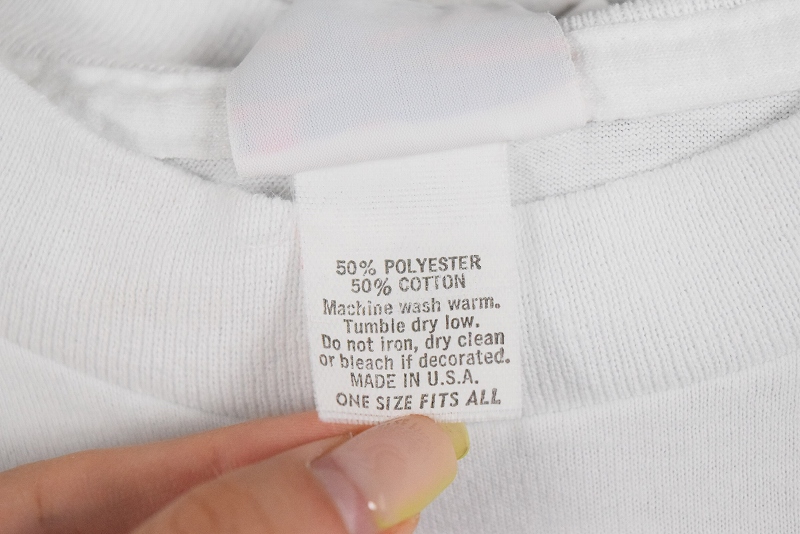 50% POLYESTER
50% COTTON
Machine wash warm.
Tumble dry low.
Do not iron, dry clean
or bleach if decorated.
MADE IN U.S.A.
ONE SIZE FITS ALL